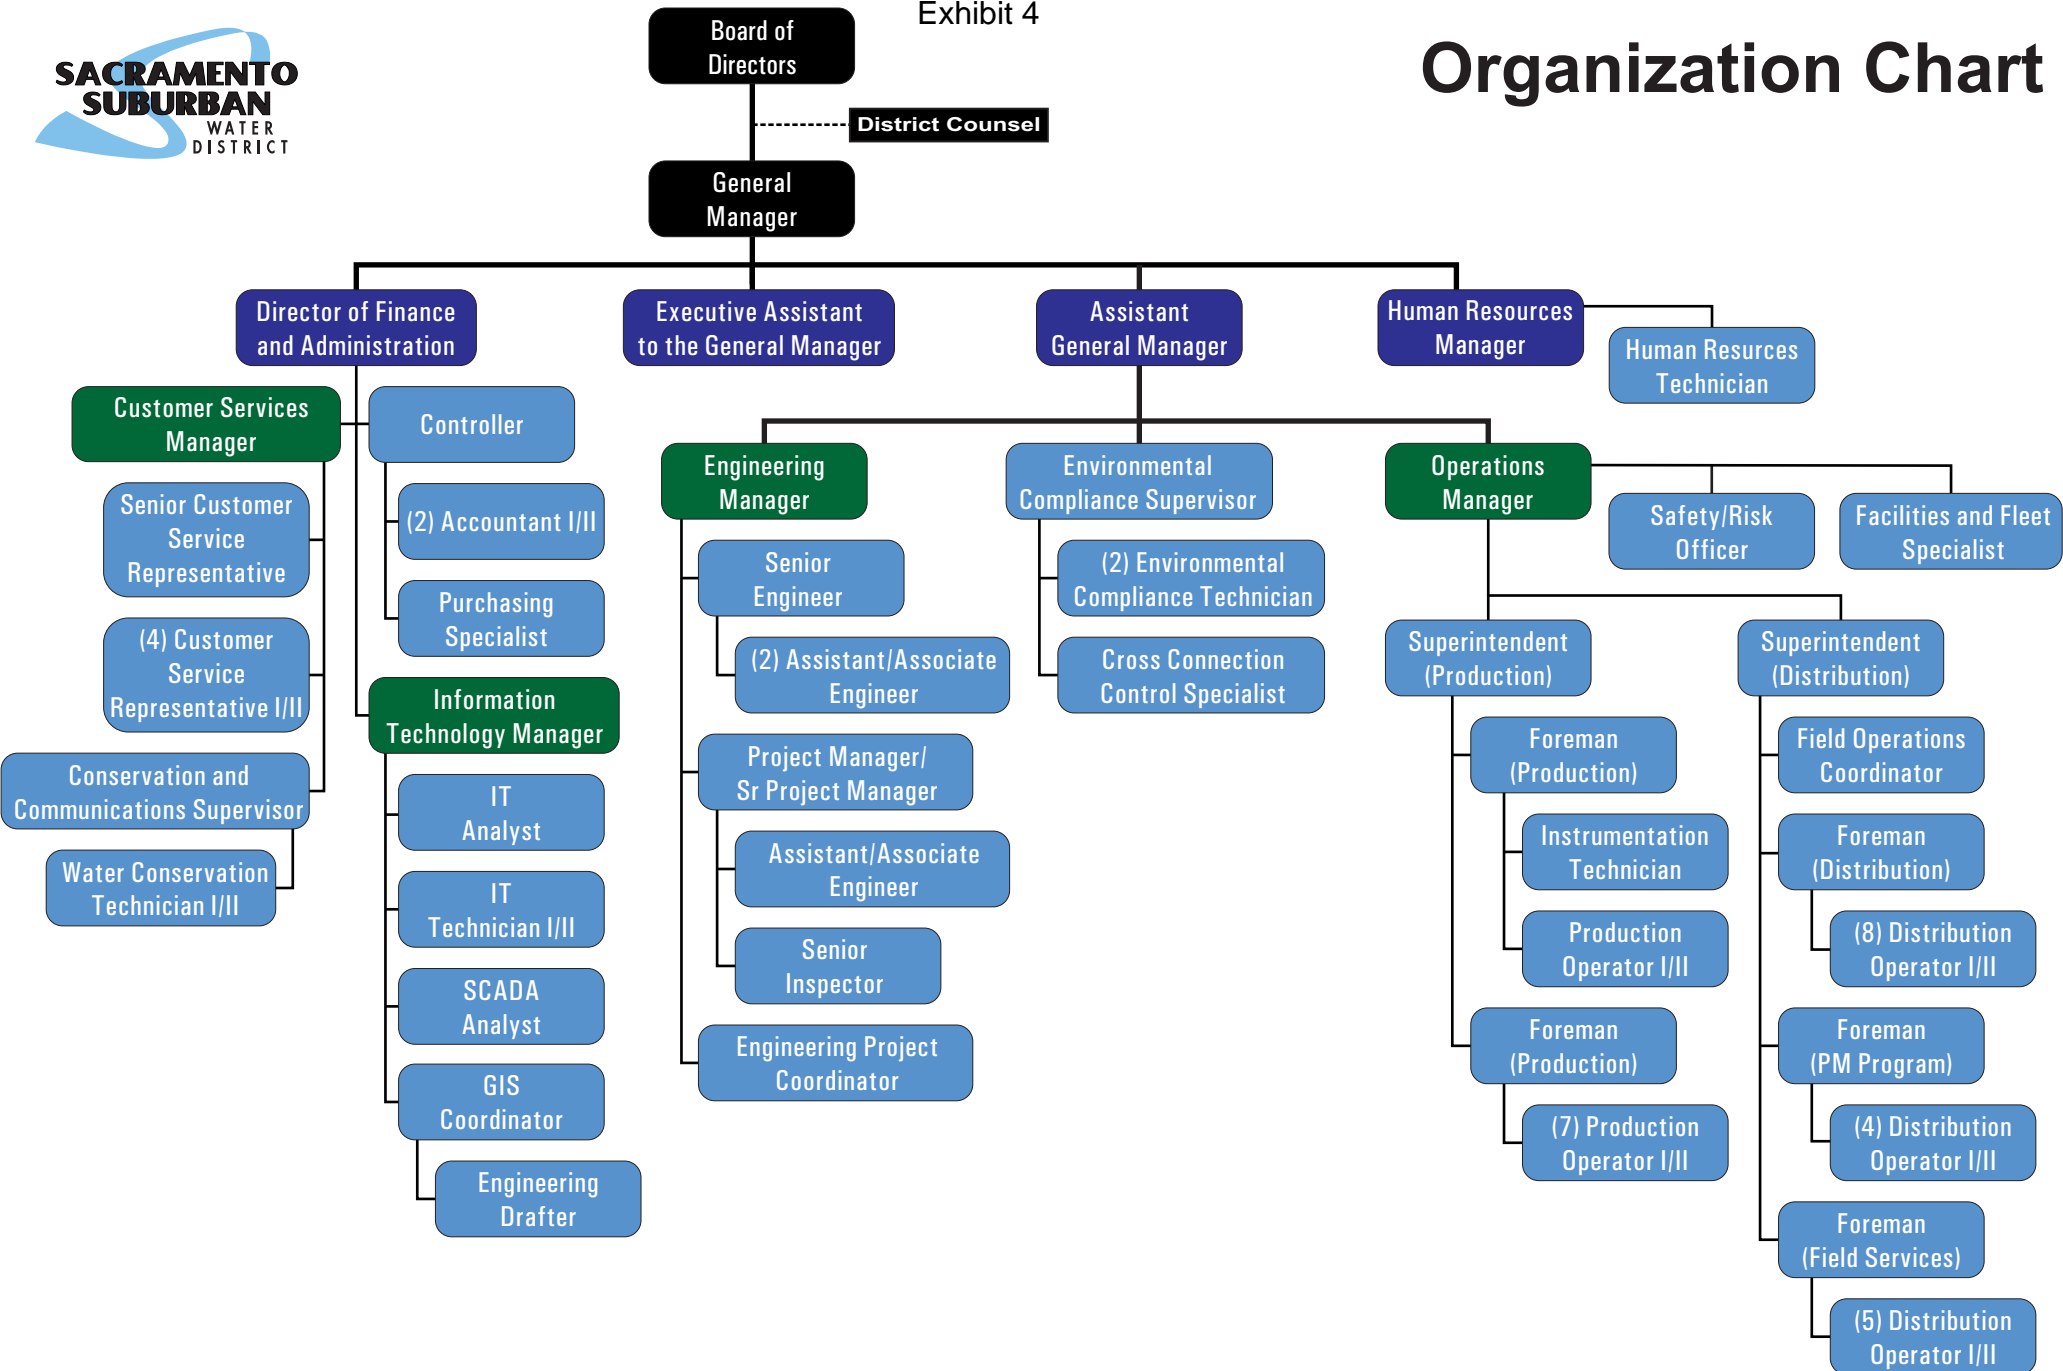 Exhibit 4
Organization Chart
SACRAMENTO
SUBURBAN
WATER
DISTRICT
Board of
Directors
District Counsel
General
Manager
Director of Finance
and Administration
Executive Assistant
to the General Manager
Assistant
General Manager
Human Resources
Manager
Human Resurces
Technician
Customer Services
Manager
Senior Customer
Service
Representative
(4) Customer
Service
Representative I/II
Conservation and
Communications Supervisor
Water Conservation
Technician I/II
Controller
(2) Accountant I/II
Purchasing
Specialist
Information
Technology Manager
IT
Analyst
IT
Technician I/II
SCADA
Analyst
GIS
Coordinator
Engineering
Drafter
Engineering
Manager
Senior
Engineer
(2) Assistant/Associate
Engineer
Project Manager/
Sr Project Manager
Assistant/Associate
Engineer
Senior
Inspector
Engineering Project
Coordinator
Environmental
Compliance Supervisor
(2) Environmental
Compliance Technician
Cross Connection
Control Specialist
Operations
Manager
Safety/Risk
Officer
Facilities and Fleet
Specialist
Superintendent
(Production)
Foreman
(Production)
Instrumentation
Technician
Production
Operator I/II
Foreman
(Production)
(7) Production
Operator I/II
Superintendent
(Distribution)
Field Operations
Coordinator
Foreman
(Distribution)
(8) Distribution
Operator I/II
Foreman
(PM Program)
(4) Distribution
Operator I/II
Foreman
(Field Services)
(5) Distribution
Operator I/II